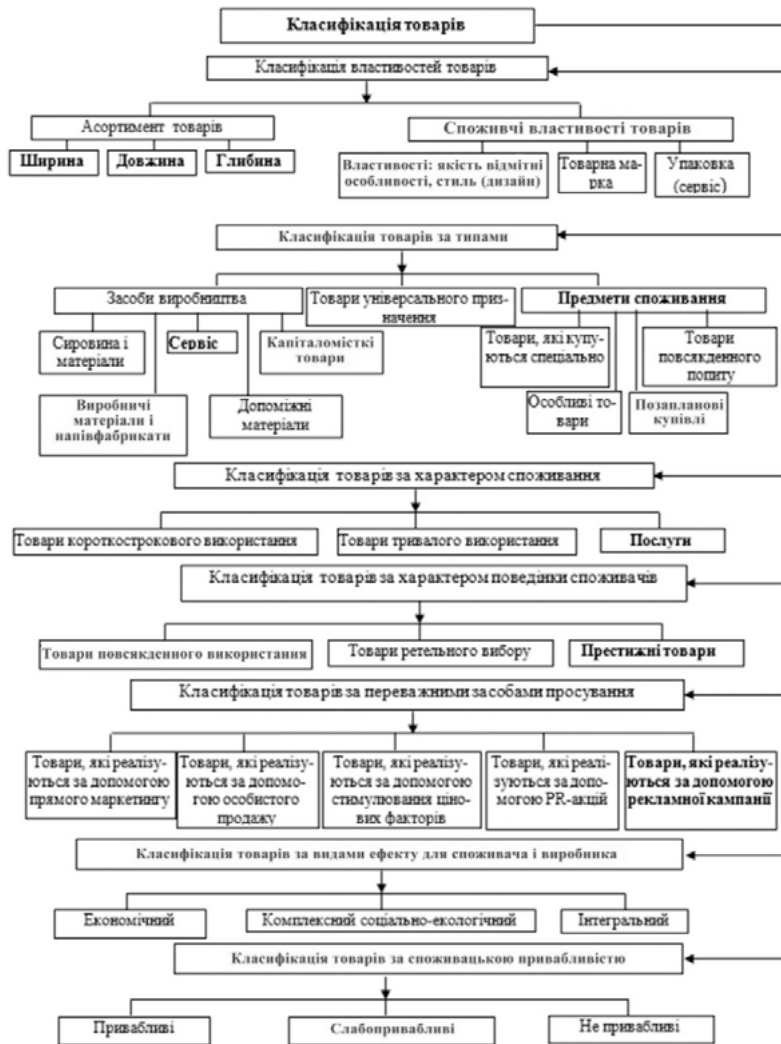 Класифікація товарів
Класифікація властивостей товарів
Асортимент товарів
Споживчі властивості товарів
Ширина
Довжина
Глибина
Властивості: якість відмітні
особливості, стиль (дизайн)
Товарна ма-
рка
Упаковка
(сервіс)
Класифікація товарів за типами
Засоби виробництва
Товари універсального приз-
начення
Предмети споживання
Сировина і
матеріали
Сервіс
Капіталомісткі
товари
Товари, які купу-
ються спеціально
Товари
повсякденного
попиту
Виробничі
матеріали і
напівфабрикати
Допоміжні
матеріали
Особливі то-
вари
Позапланові
купівлі
Класифікація товарів за характером споживання
Товари короткострокового використання
Товари тривалого використання
Послуги
Класифікація товарів за характером поведінки споживачів
Товари повсякденного використання
Товари ретельного вибору
Престижні товари
Класифікація товарів за переважними засобами просування
Товари, які реалізу-
ються за допомогою
прямого маркетингу
Товари, які реалізу-
ються за допомо-
гою особистого
продажу
Товари, які реалізу-
ються за допомогою
стимулювання ціно-
вих факторів
Товари, які реалі-
зуються за допо-
могою PR-акцій
Товари, які реалізу-
ються за допомогою
рекламної кампанії
Класифікація товарів за видами ефекту для споживача і виробника
Економічний
Комплексний соціально-екологічний
Інтегральний
Класифікація товарів за споживацькою привабливістю
Привабливі
Слабопривабливі
Не привабливі